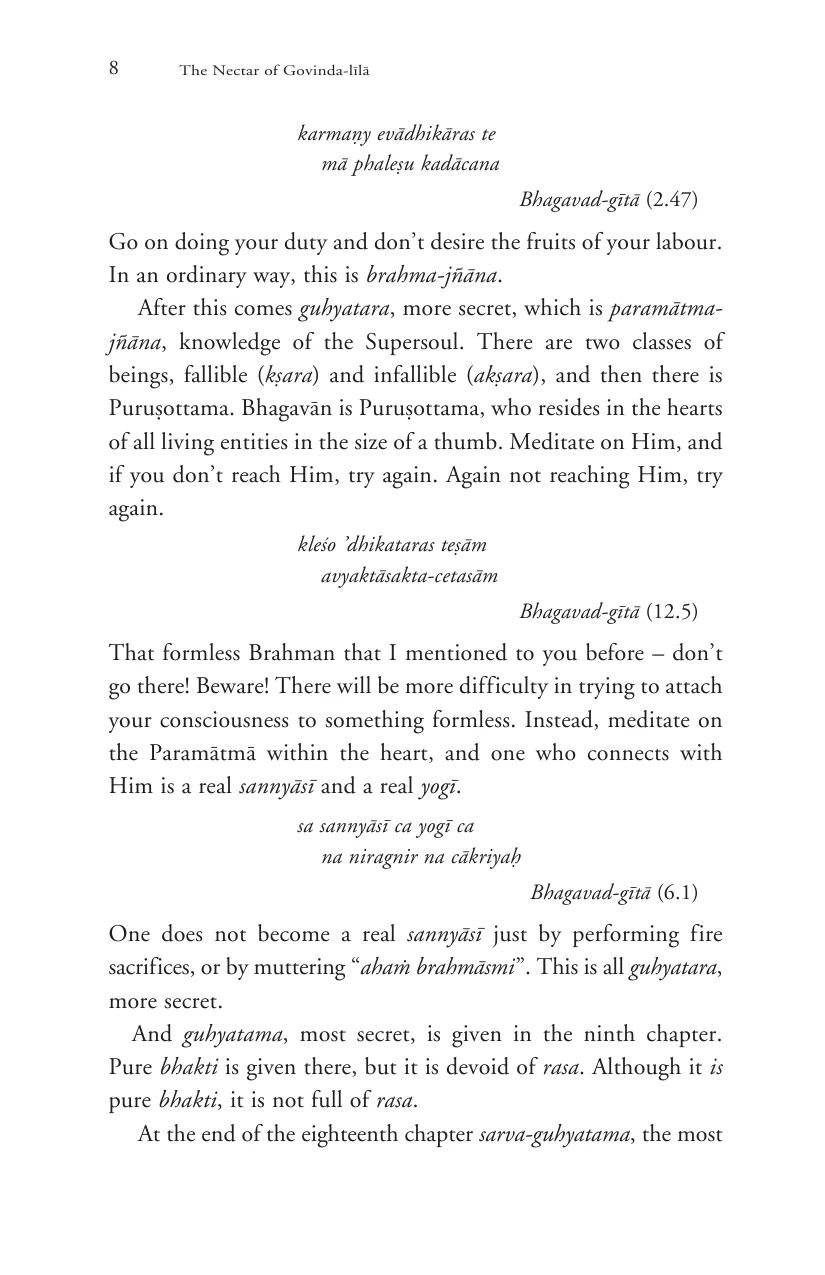 8 The Nectar of Govinda-līlā
karmaṇy evādhikāras te
mā phaleṣu kadācana
Bhagavad-gītā (2.47)
Go on doing your duty and don’t desire the fruits of your labour.
In an ordinary way, this is brahma-jñāna.
After this comes guhyatara, more secret, which is paramātma-
jñāna, knowledge of the Supersoul. There are two classes of
beings, fallible (kṣara) and infallible (akṣara), and then there is
Puruṣottama. Bhagavān is Puruṣottama, who resides in the hearts
of all living entities in the size of a thumb. Meditate on Him, and
if you don’t reach Him, try again. Again not reaching Him, try
again.
kleśo ’dhikataras teṣām
avyaktāsakta-cetasām
Bhagavad-gītā (12.5)
That formless Brahman that I mentioned to you before – don’t
go there! Beware! There will be more difficulty in trying to attach
your consciousness to something formless. Instead, meditate on
the Paramātmā within the heart, and one who connects with
Him is a real sannyāsī and a real yogī.
sa sannyāsī ca yogī ca
na niragnir na cākriyaḥ
Bhagavad-gītā (6.1)
One does not become a real sannyāsī just by performing fire
sacrifices, or by muttering “ahaṁ brahmāsmi”. This is all guhyatara,
more secret.
And guhyatama, most secret, is given in the ninth chapter.
Pure bhakti is given there, but it is devoid of rasa. Although it is
pure bhakti, it is not full of rasa.
At the end of the eighteenth chapter sarva-guhyatama, the most